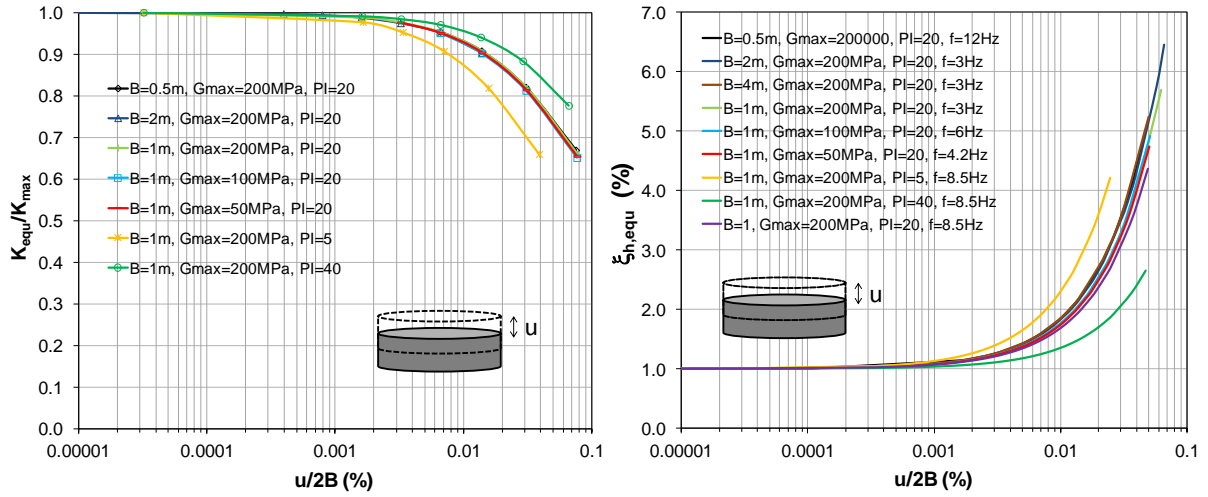 1.0
0.9
0.8
0.7
0.6
0.5
0.4
0.3
0.2
0.1
0.0
K_equ/K_max
B=0.5m, Gmax=200MPa, PI=20
B=2m, Gmax=200MPa, PI=20
B=1m, Gmax=200MPa, PI=20
B=1m, Gmax=100MPa, PI=20
B=1m, Gmax=50MPa, PI=20
B=1m, Gmax=200MPa, PI=5
B=1m, Gmax=200MPa, PI=40
u
0.00001 0.0001 0.001 0.01 0.1
u/2B (%)
7.0%
6.0%
5.0%
4.0%
3.0%
2.0%
1.0%
0.0%
ξh,equ (%)
B=0.5m, Gmax=200000, PI=20, f=12Hz
B=2m, Gmax=200MPa, PI=20, f=3Hz
B=4m, Gmax=200MPa, PI=20, f=3Hz
B=1m, Gmax=200MPa, PI=20, f=3Hz
B=1m, Gmax=100MPa, PI=20, f=6Hz
B=1m, Gmax=50MPa, PI=20, f=4.2Hz
B=1m, Gmax=200MPa, PI=5, f=8.5Hz
B=1m, Gmax=200MPa, PI=40, f=8.5Hz
B=1, Gmax=200MPa, PI=20, f=8.5Hz
u
0.00001 0.0001 0.001 0.01 0.1
u/2B (%)